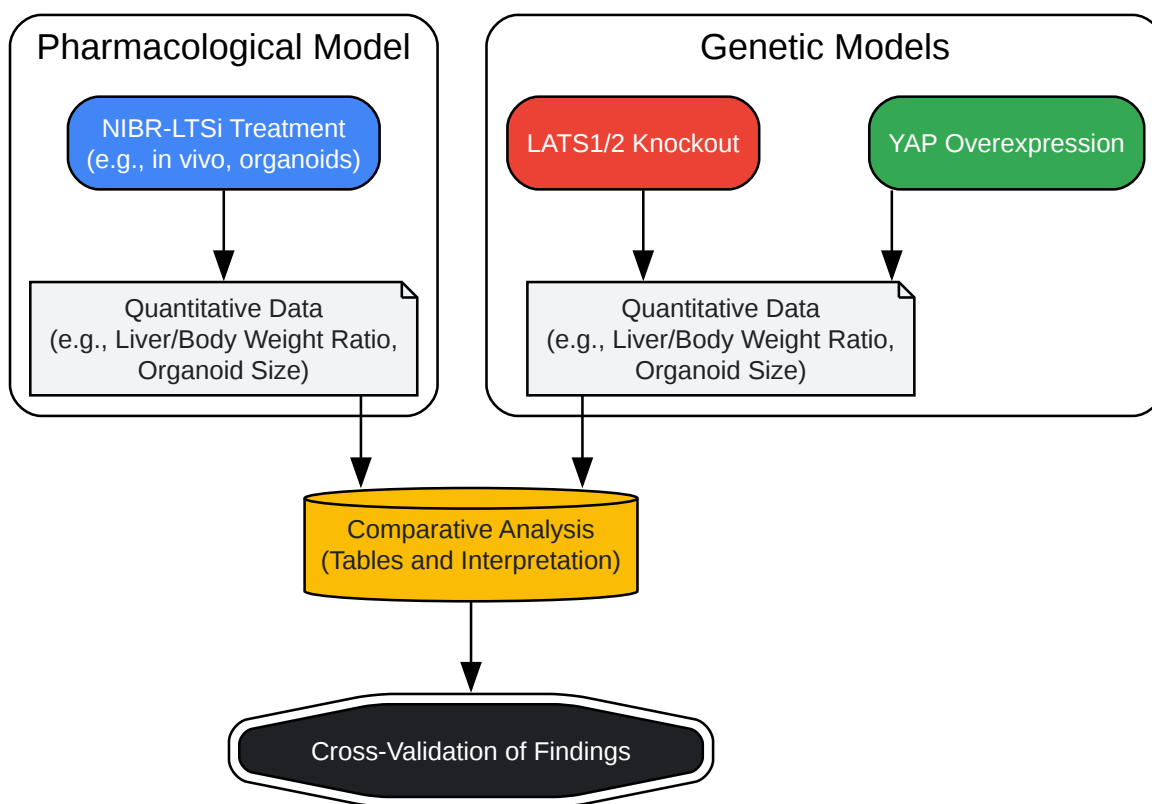 Pharmacological Model
NIBR-LTSi Treatment
(e.g., in vivo, organoids)
Quantitative Data
(e.g., Liver/Body Weight Ratio,
Organoid Size)
Genetic Models
LATS1/2 Knockout
YAP Overexpression
Quantitative Data
(e.g., Liver/Body Weight Ratio,
Organoid Size)
Comparative Analysis
(Tables and Interpretation)
Cross-Validation of Findings